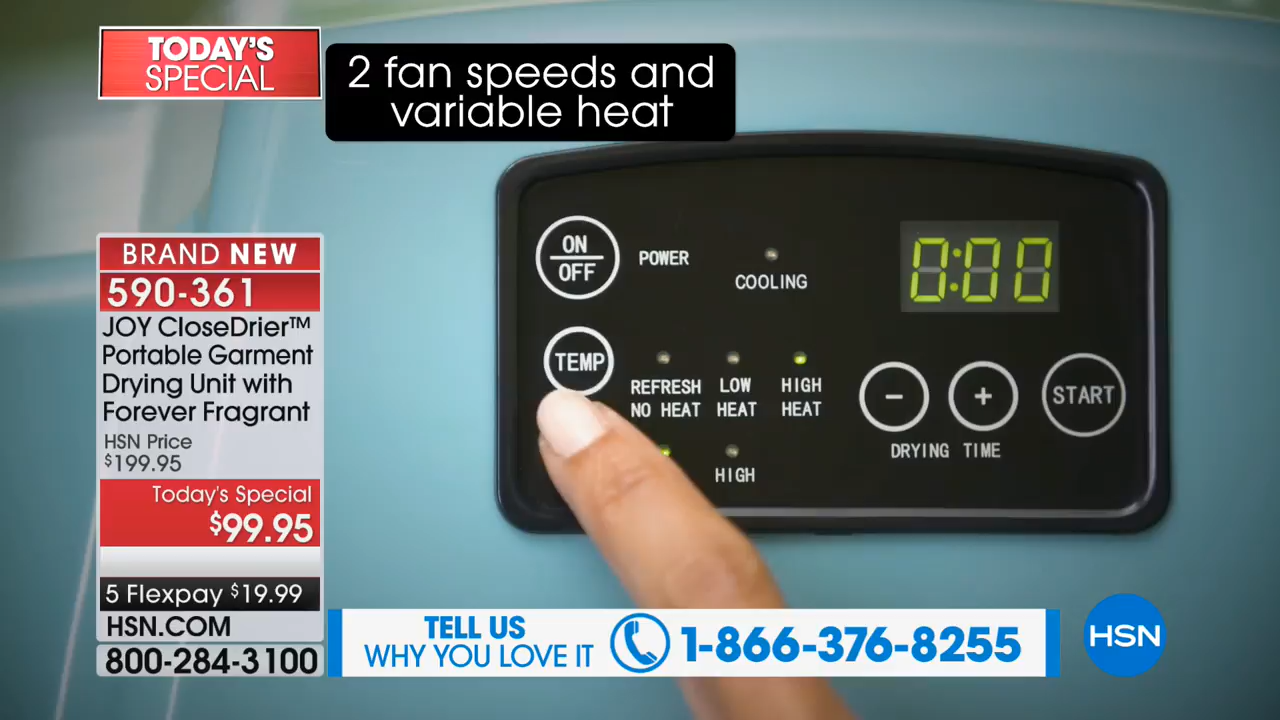 TODAY'S
SPECIAL
2 fan speeds and
variable heat
BRAND NEW
590-361
JOY CloseDrier™
Portable Garment
Drying Unit with
Forever Fragrant
HSN Price
$199.95
Today's Special
$99.95
5 Flexpay $19.99
HSN.COM
800-284-3100
ON
OFF
POWER
COOLING
0:00
TEMP
REFRESH
NO HEAT
LOW
HEAT
HIGH
HEAT
HIGH
-
+
START
DRYING TIME
TELL US
WHY YOU LOVE IT
1-866-376-8255
HSN